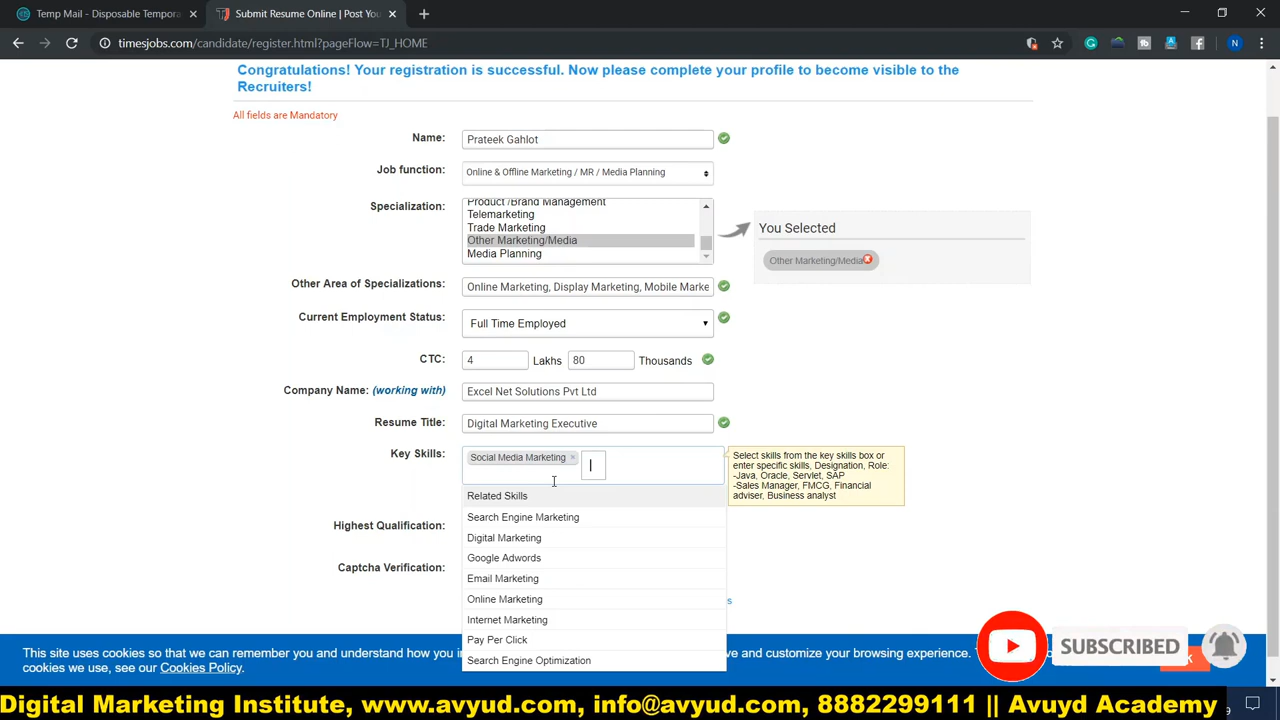 Temp Mail - Disposable Tempora
Submit Resume Online | Post You
timesjobs.com/candidate/register.html?pageFlow=TJ_HOME
N
Congratulations! Your registration is successful. Now please complete your profile to become visible to the
Recruiters!
All fields are Mandatory
Name: Prateek Gahlot
Job function: Online & Offline Marketing / MR / Media Planning
Specialization:
Product /Brand Management
Telemarketing
Trade Marketing
Other Marketing/Media
Media Planning
You Selected
Other Marketing/Media
Other Area of Specializations: Online Marketing, Display Marketing, Mobile Marke
Current Employment Status: Full Time Employed
CTC: 4 Lakhs 80 Thousands
Company Name: (working with) Excel Net Solutions Pvt Ltd
Resume Title: Digital Marketing Executive
Key Skills: Social Media Marketing ×
Select skills from the key skills box or
enter specific skills, Designation, Role:
-Java, Oracle, Servlet, SAP
-Sales Manager, FMCG, Financial
adviser, Business analyst
Related Skills
Search Engine Marketing
Digital Marketing
Google Adwords
Email Marketing
Online Marketing
Internet Marketing
Pay Per Click
Search Engine Optimization
Highest Qualification:
Captcha Verification:
This site uses cookies so that we can remember you and understand how you
cookies we use, see our Cookies Policy.
ve and customize your browsing experience.
SUBSCRIBED
Digital Marketing Institute, www.avyud.com, info@avyud.com, 8882299111 || Avuyd Academy